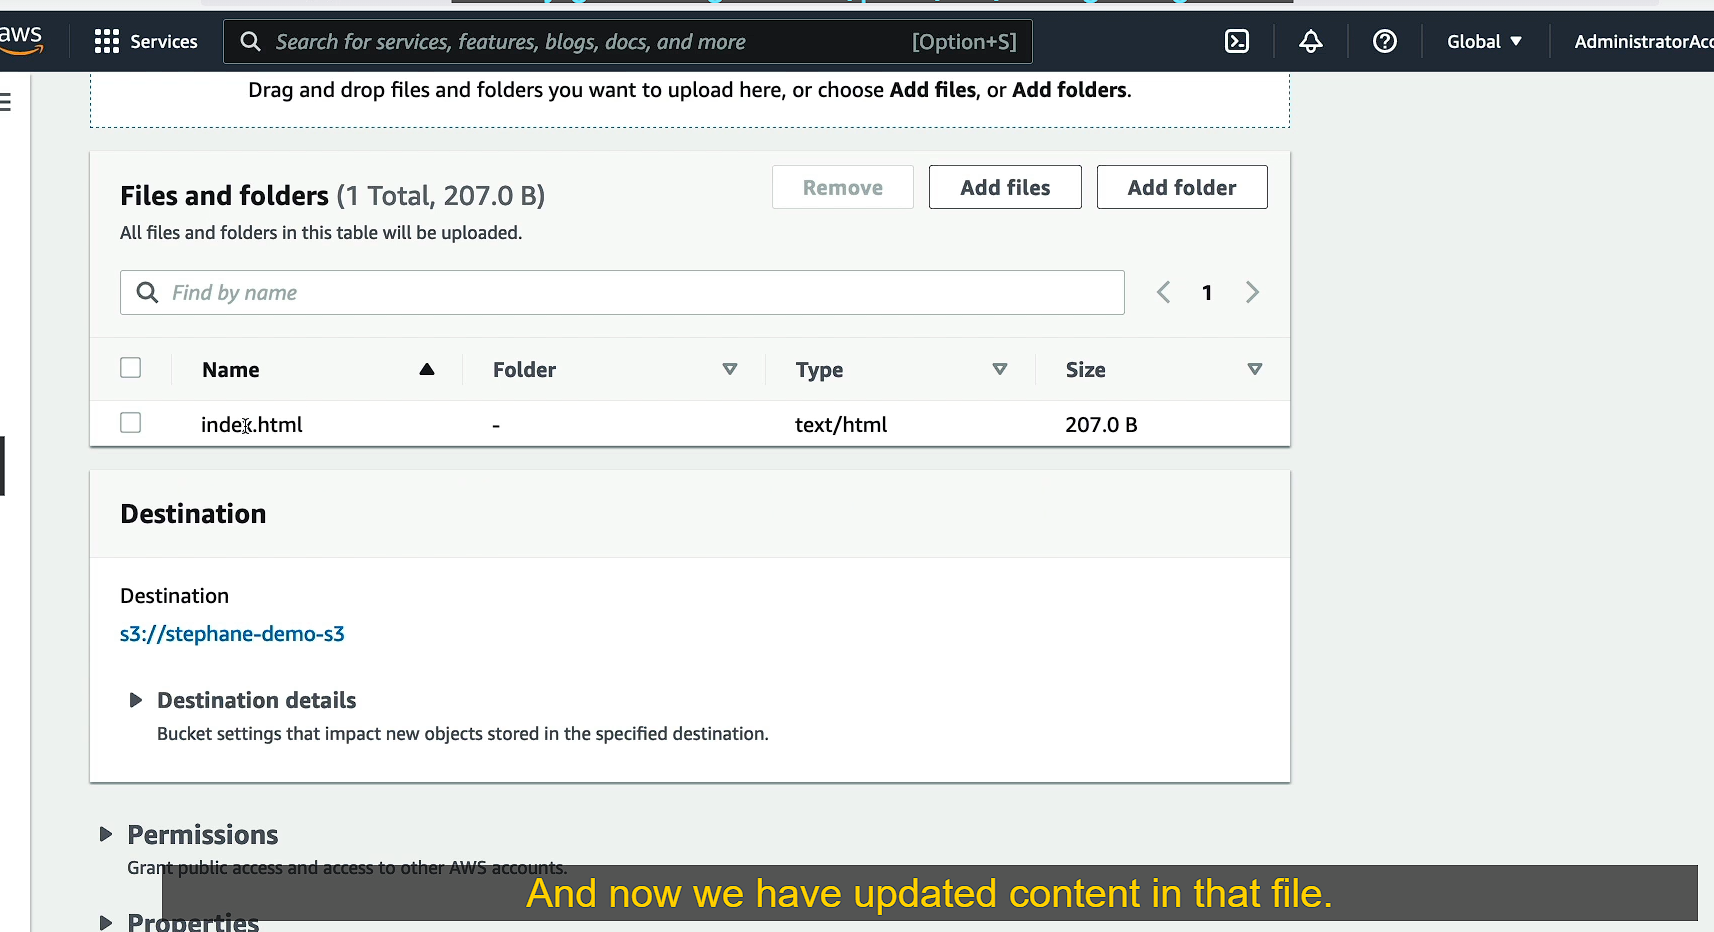 aws
Services
Search for services, features, blogs, docs, and more
[Option+S]
Global
Drag and drop files and folders you want to upload here, or choose Add files, or Add folders.
Files and folders (1 Total, 207.0 B)
Remove
Add files
Add folder
All files and folders in this table will be uploaded.
Find by name
1
Name
Folder
Type
Size
index.html
-
text/html
207.0 B
Destination
Destination
s3://stephane-demo-s3
Destination details
Bucket settings that impact new objects stored in the specified destination.
Permissions
Grant public access and access to other AWS accounts.
And now we have updated content in that file.
Properties